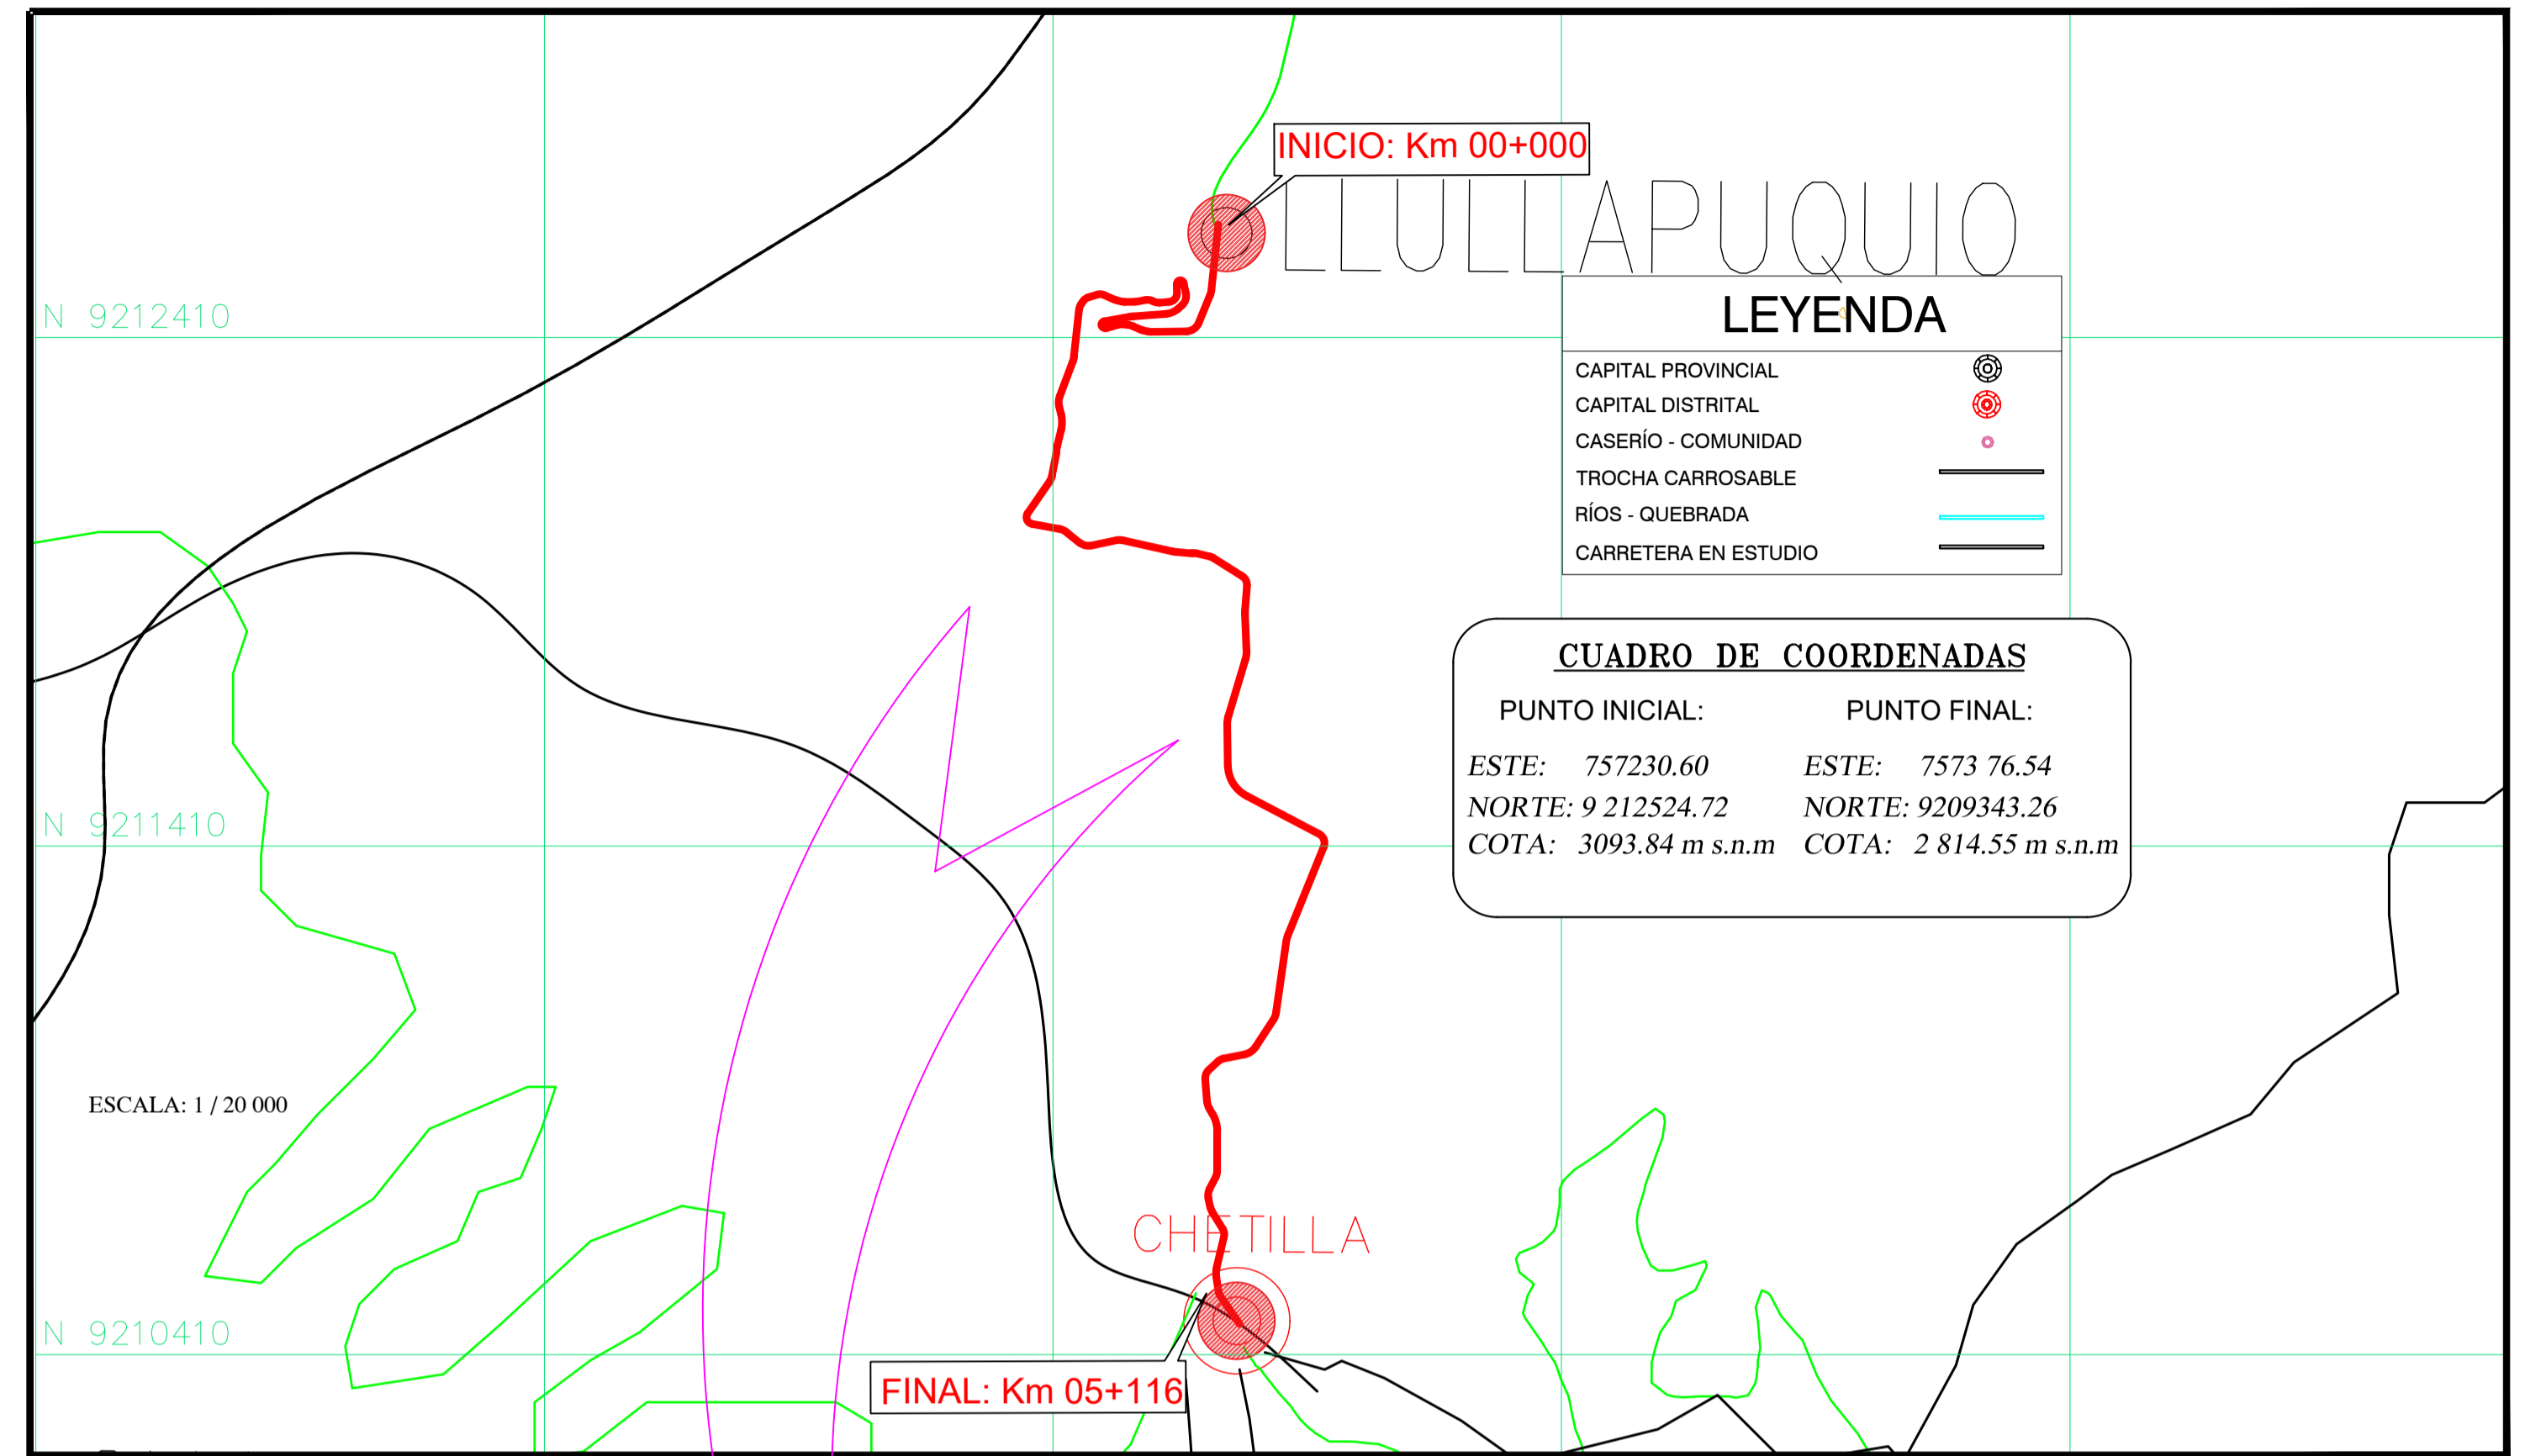 INICIO: Km 00+000
LLULLAPUQUIO
N 9212410
LEYENDA
CAPITAL PROVINCIAL
CAPITAL DISTRITAL
CASERÍO - COMUNIDAD
TROCHA CARROSABLE
RÍOS - QUEBRADA
CARRETERA EN ESTUDIO
CUADRO DE COORDENADAS
PUNTO INICIAL: PUNTO FINAL:
ESTE: 757230.60 ESTE: 7573 76.54
NORTE: 9 212524.72 NORTE: 9209343.26
COTA: 3093.84 m s.n.m COTA: 2 814.55 m s.n.m
N 9211410
ESCALA: 1 / 20 000
CHETILLA
N 9210410
FINAL: Km 05+116